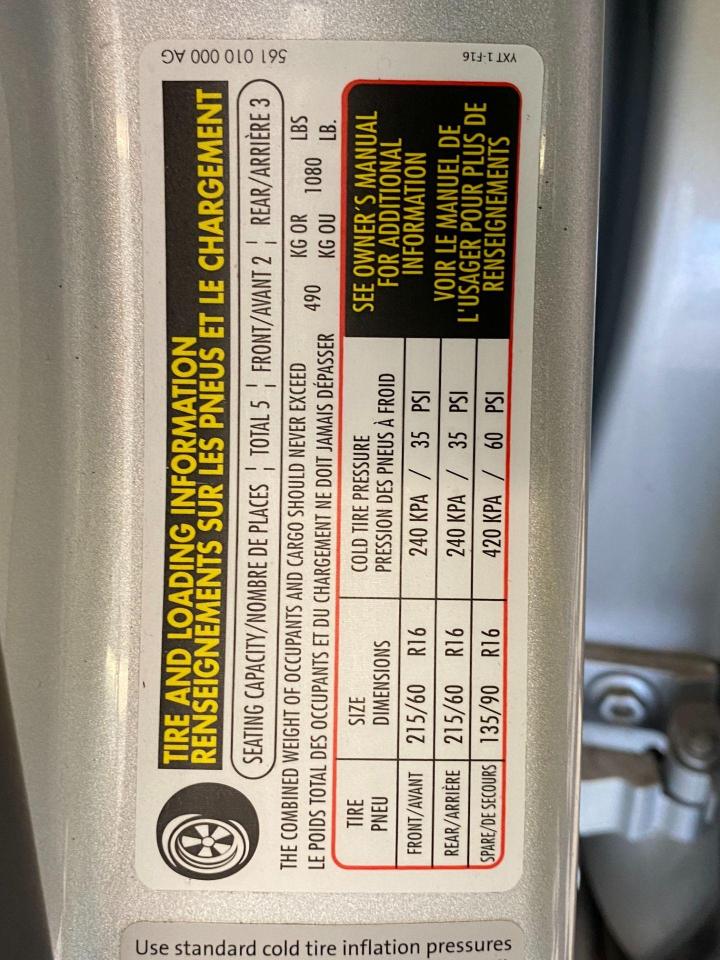 561 010 000 AG
YXT 1-F16
TIRE AND LOADING INFORMATION
RENSEIGNEMENTS SUR LES PNEUS ET LE CHARGEMENT
SEATING CAPACITY/NOMBRE DE PLACES ¦ TOTAL 5 ¦ FRONT/AVANT 2 ¦ REAR/ARRIÈRE 3
THE COMBINED WEIGHT OF OCCUPANTS AND CARGO SHOULD NEVER EXCEED 490 KG OR 1080 LBS
LE POIDS TOTAL DES OCCUPANTS ET DU CHARGEMENT NE DOIT JAMAIS DÉPASSER KG OU LB.
TIRE SIZE COLD TIRE PRESSURE
PNEU DIMENSIONS PRESSION DES PNEUS À FROID
FRONT/AVANT 215/60 R16 240 KPA / 35 PSI
REAR/ARRIÈRE 215/60 R16 240 KPA / 35 PSI
SPARE/DE SECOURS 135/90 R16 420 KPA / 60 PSI
SEE OWNER'S MANUAL
FOR ADDITIONAL
INFORMATION
VOIR LE MANUEL DE
L'USAGER POUR PLUS DE
RENSEIGNEMENTS
Use standard cold tire inflation pressures